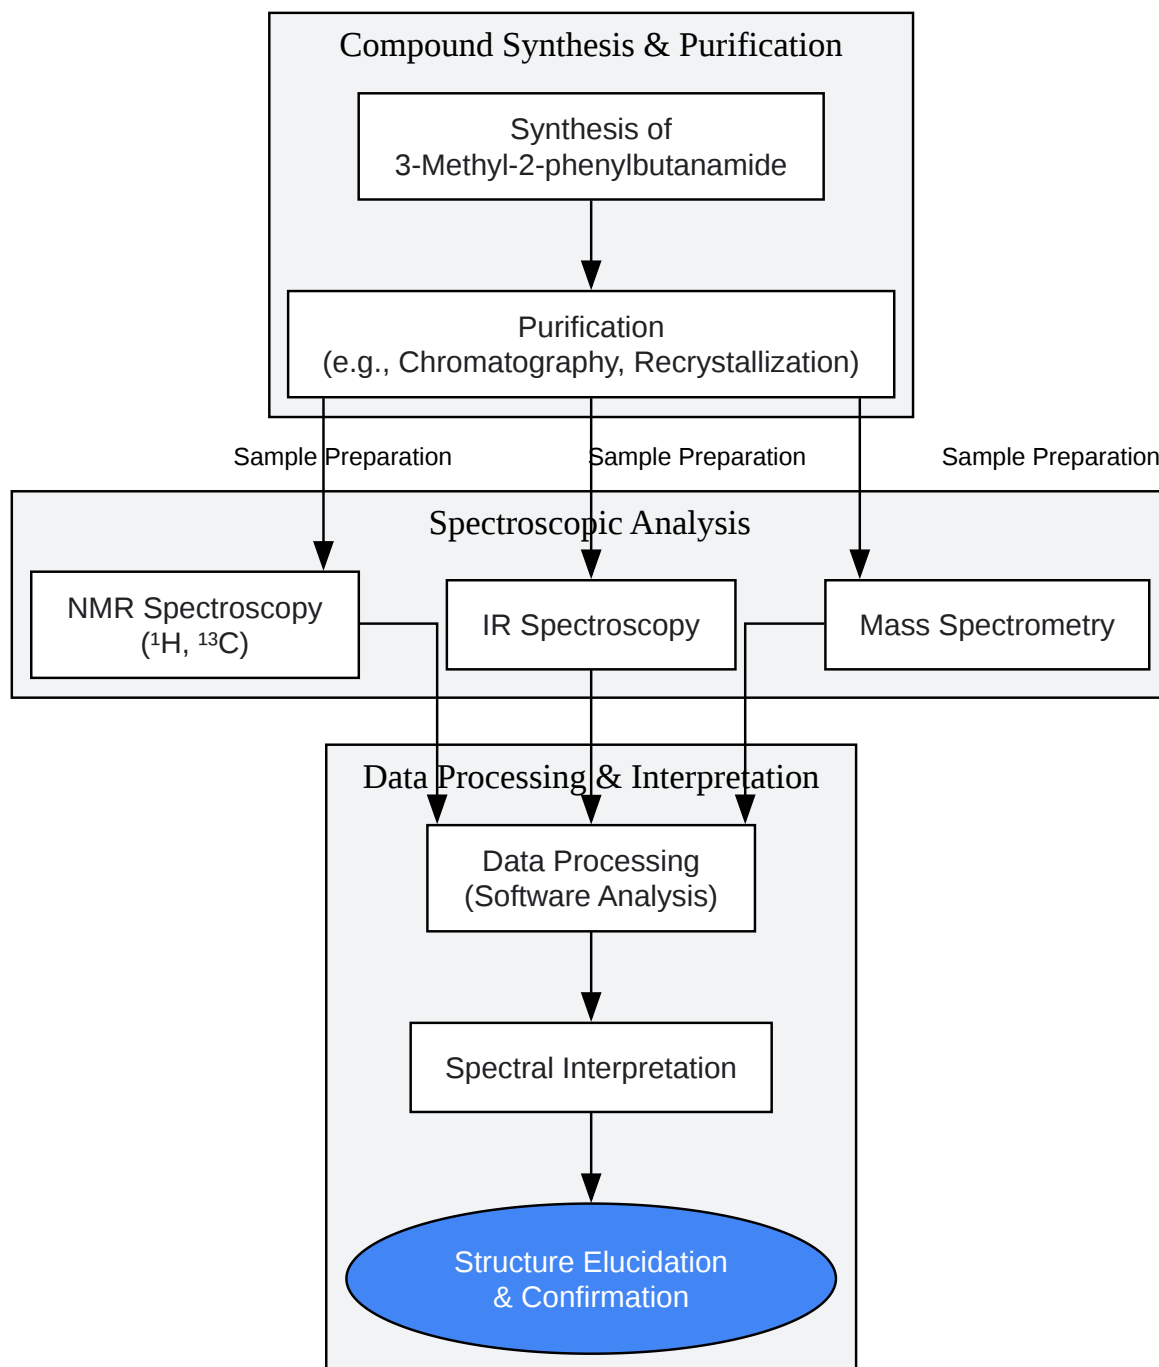 Compound Synthesis & Purification
Synthesis of
3-Methyl-2-phenylbutanamide
Purification
(e.g., Chromatography, Recrystallization)
Sample Preparation
Sample Preparation
Sample Preparation
Spectroscopic Analysis
NMR Spectroscopy
(¹H, ¹³C)
IR Spectroscopy
Mass Spectrometry
Data Processing & Interpretation
Data Processing
(Software Analysis)
Spectral Interpretation
Structure Elucidation
& Confirmation